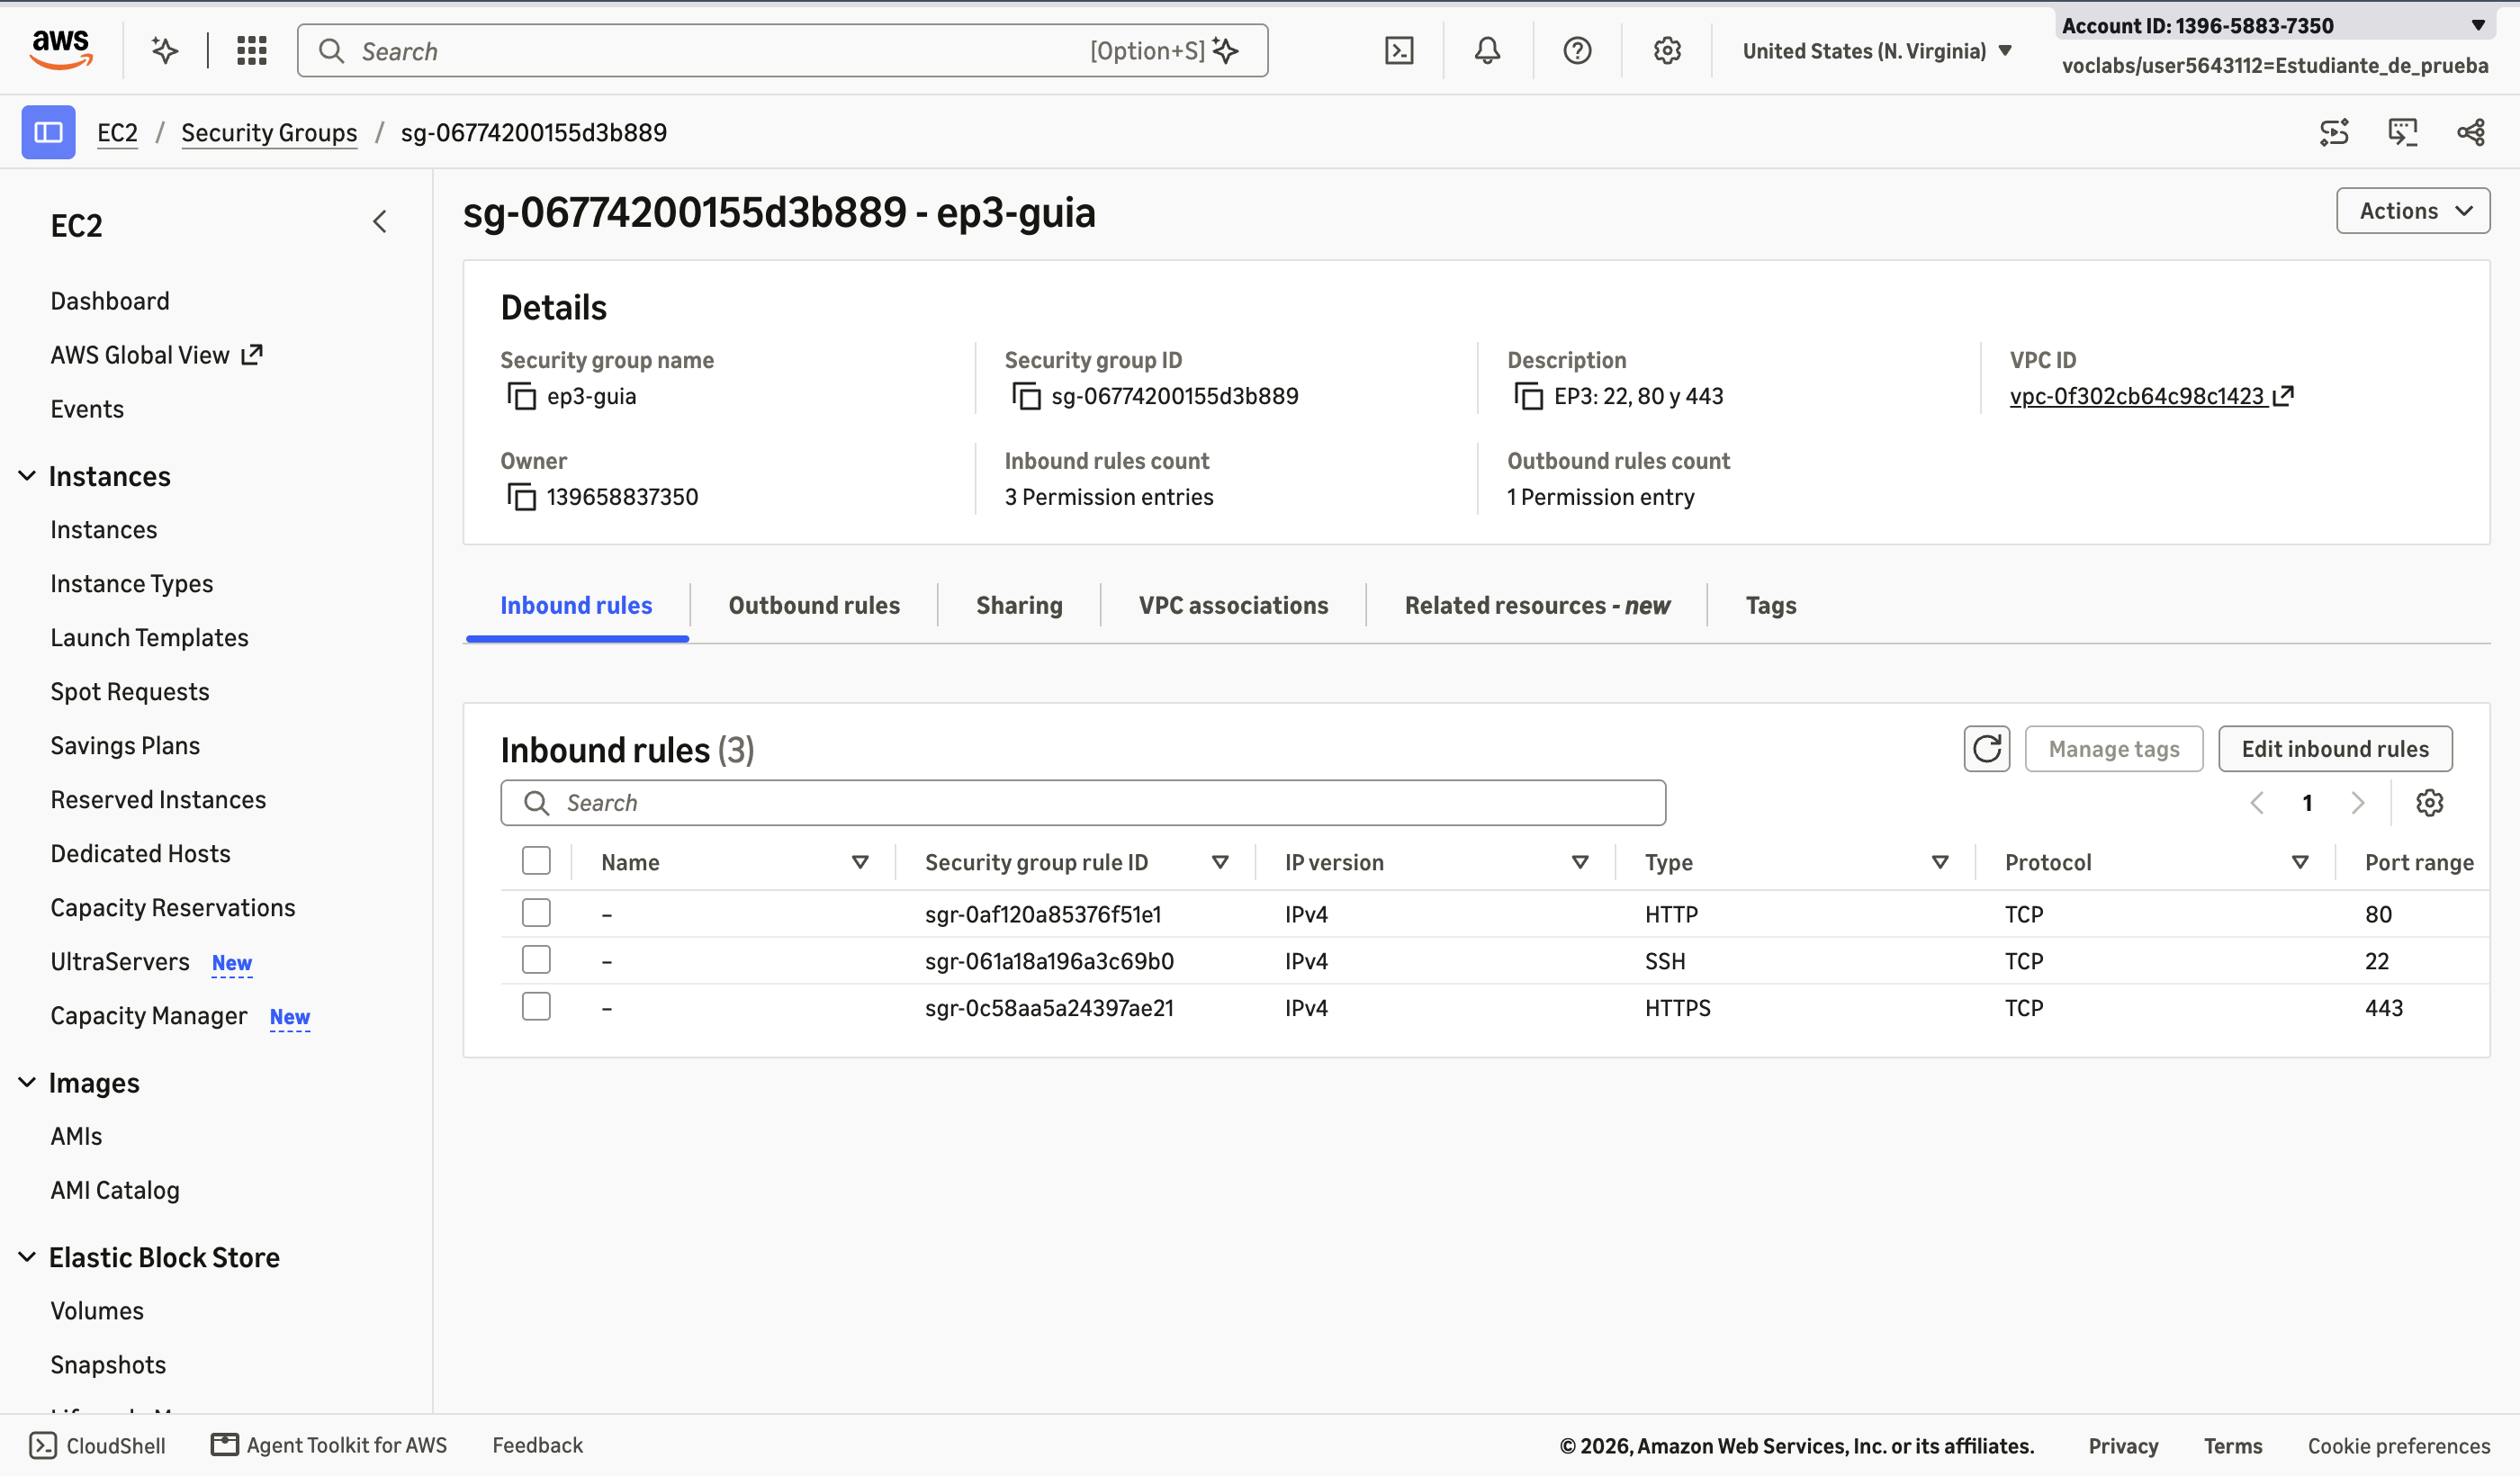 aws
Search
[Option+S]
United States (N. Virginia)
Account ID: 1396-5883-7350
voclabs/user5643112=Estudiante_de_prueba
EC2 / Security Groups / sg-06774200155d3b889
EC2
Dashboard
AWS Global View
Events
Instances
Instances
Instance Types
Launch Templates
Spot Requests
Savings Plans
Reserved Instances
Dedicated Hosts
Capacity Reservations
UltraServers New
Capacity Manager New
Images
AMIs
AMI Catalog
Elastic Block Store
Volumes
Snapshots
sg-06774200155d3b889 - ep3-guia
Actions
Details
Security group name
ep3-guia
Security group ID
sg-06774200155d3b889
Description
EP3: 22, 80 y 443
VPC ID
vpc-0f302cb64c98c1423
Owner
139658837350
Inbound rules count
3 Permission entries
Outbound rules count
1 Permission entry
Inbound rules
Outbound rules
Sharing
VPC associations
Related resources - new
Tags
Inbound rules (3)
Manage tags
Edit inbound rules
Search
1
Name Security group rule ID IP version Type Protocol Port range
– sgr-0af120a85376f51e1 IPv4 HTTP TCP 80
– sgr-061a18a196a3c69b0 IPv4 SSH TCP 22
– sgr-0c58aa5a24397ae21 IPv4 HTTPS TCP 443
CloudShell
Agent Toolkit for AWS
Feedback
© 2026, Amazon Web Services, Inc. or its affiliates.
Privacy
Terms
Cookie preferences